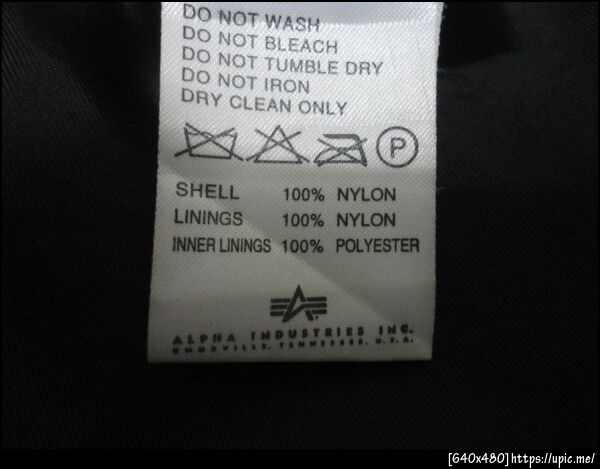 DO NOT WASH
DO NOT BLEACH
DO NOT TUMBLE DRY
DO NOT IRON
DRY CLEAN ONLY
P
SHELL 100% NYLON
LININGS 100% NYLON
INNER LININGS 100% POLYESTER
ALPHA INDUSTRIES INC.
KNOXVILLE, TENNESSEE, U.S.A.
[640x480]https://upic.me/